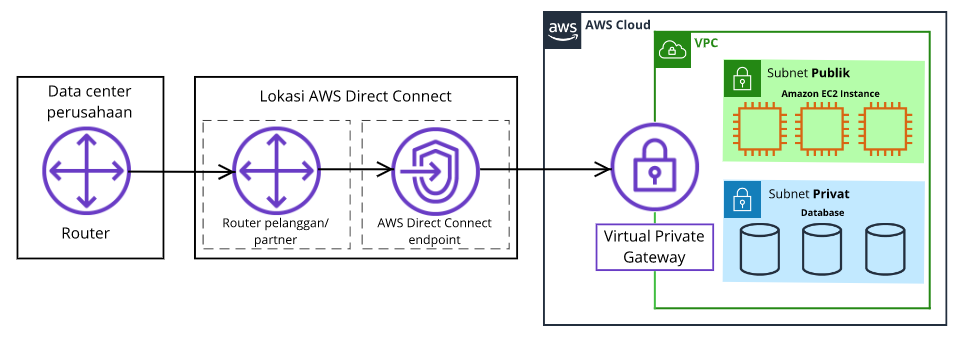 Data center
perusahaan
Router
Lokasi AWS Direct Connect
Router pelanggan/
partner
AWS Direct Connect
endpoint
aws
AWS Cloud
VPC
Virtual Private
Gateway
Subnet Publik
Amazon EC2 Instance
Subnet Privat
Database